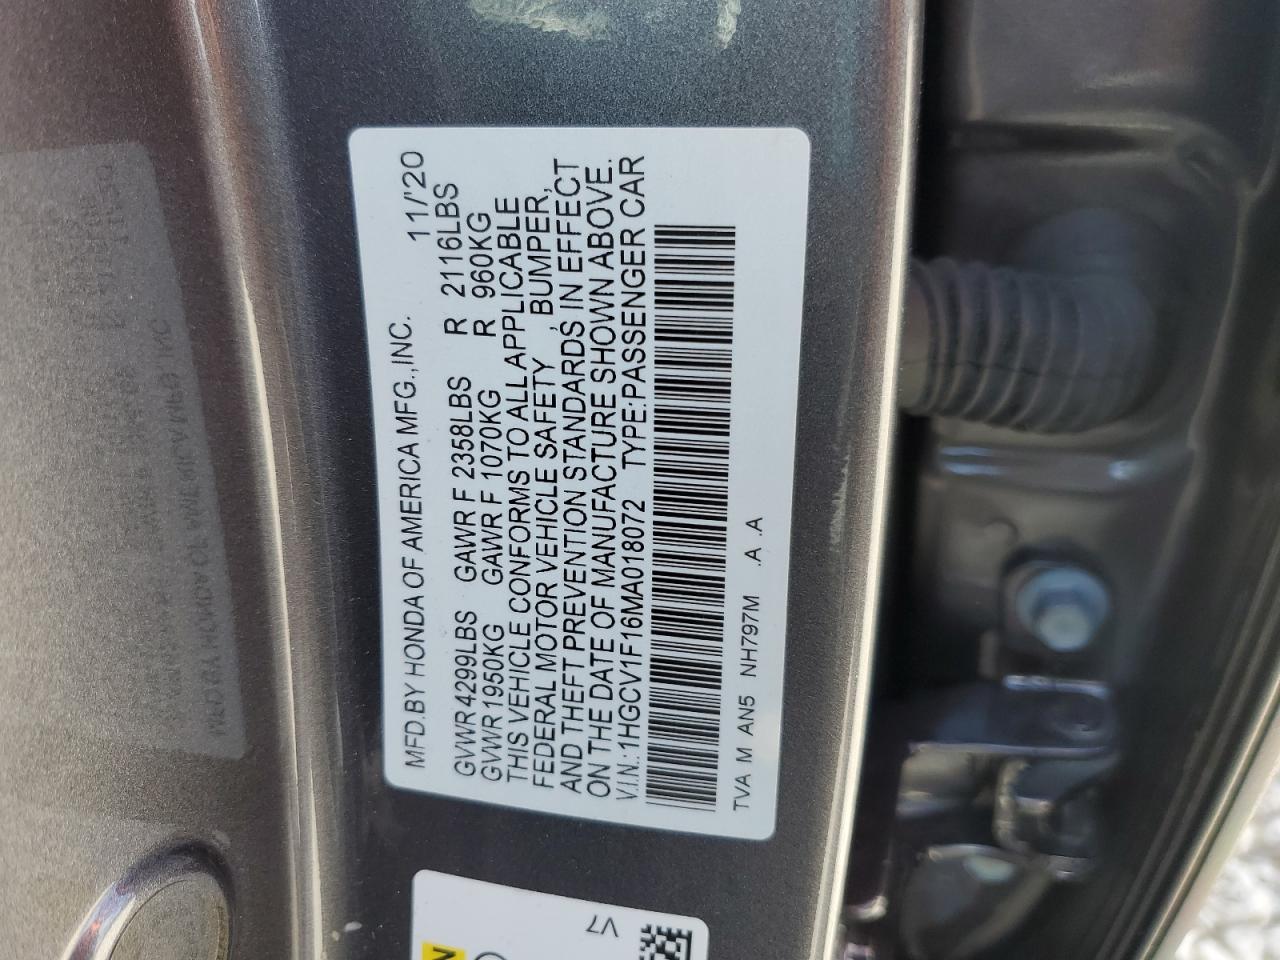 MFD.BY HONDA OF AMERICA MFG.,INC. 11/'20
GVWR4299LBS GAWR F 2358LBS R 2116LBS
GVWR1950KG GAWR F 1070KG R 960KG
THIS VEHICLE CONFORMS TO ALL APPLICABLE
FEDERAL MOTOR VEHICLE SAFETY , BUMPER,
AND THEFT PREVENTION STANDARDS IN EFFECT
ON THE DATE OF MANUFACTURE SHOWN ABOVE.
V.I.N.:1HGCV1F16MA018072 TYPE:PASSENGER CAR
TVA M AN5 NH797M .A .A
V7